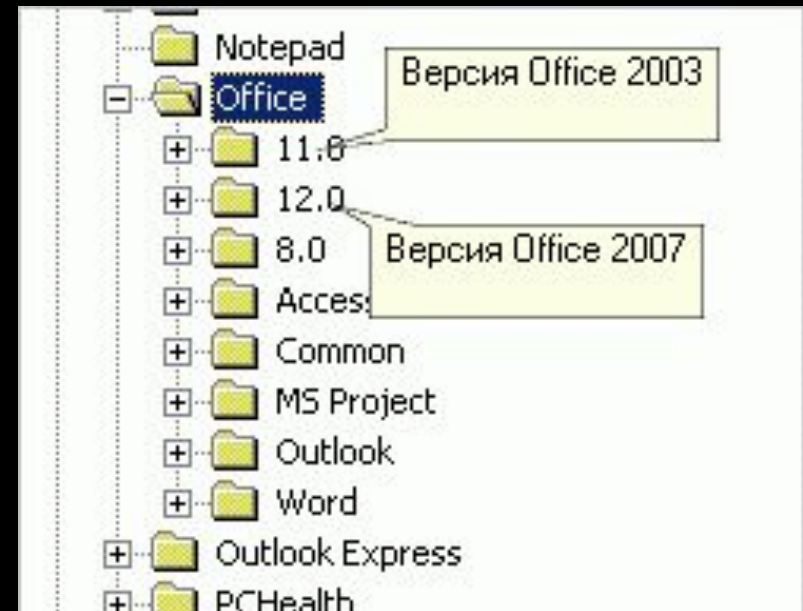 Notepad
Версия Office 2003
Office
11.0
12.0
Версия Office 2007
8.0
Acces
Common
MS Project
Outlook
Word
Outlook Express
PCHealth